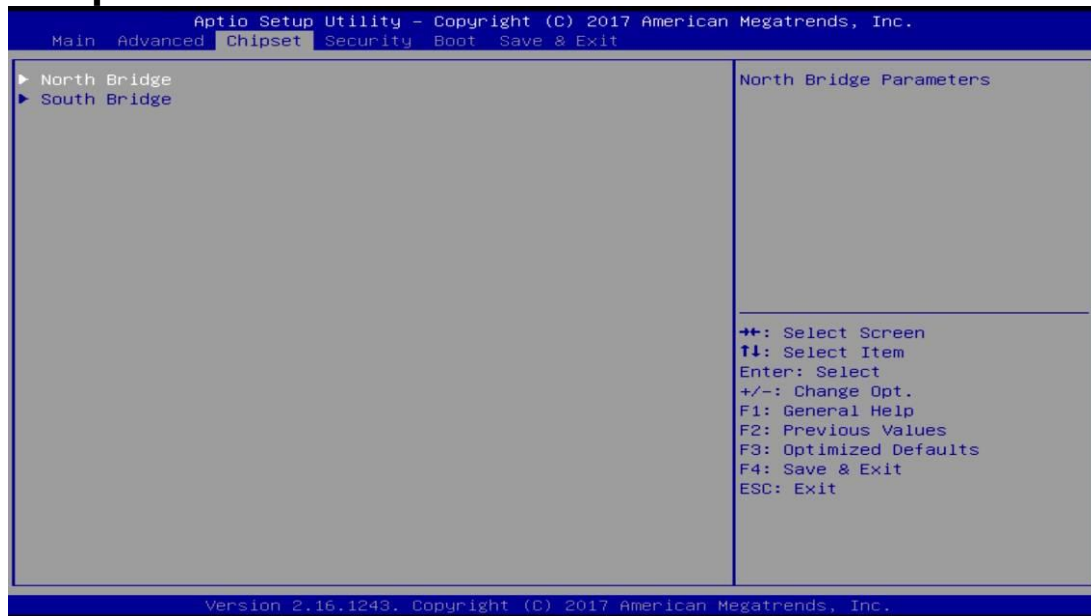 Aptio Setup Utility – Copyright (C) 2017 American Megatrends, Inc.
Main Advanced Chipset Security Boot Save & Exit
▶ North Bridge
▶ South Bridge
North Bridge Parameters
→←: Select Screen
↑↓: Select Item
Enter: Select
+/-: Change Opt.
F1: General Help
F2: Previous Values
F3: Optimized Defaults
F4: Save & Exit
ESC: Exit
Version 2.16.1243. Copyright (C) 2017 American Megatrends, Inc.